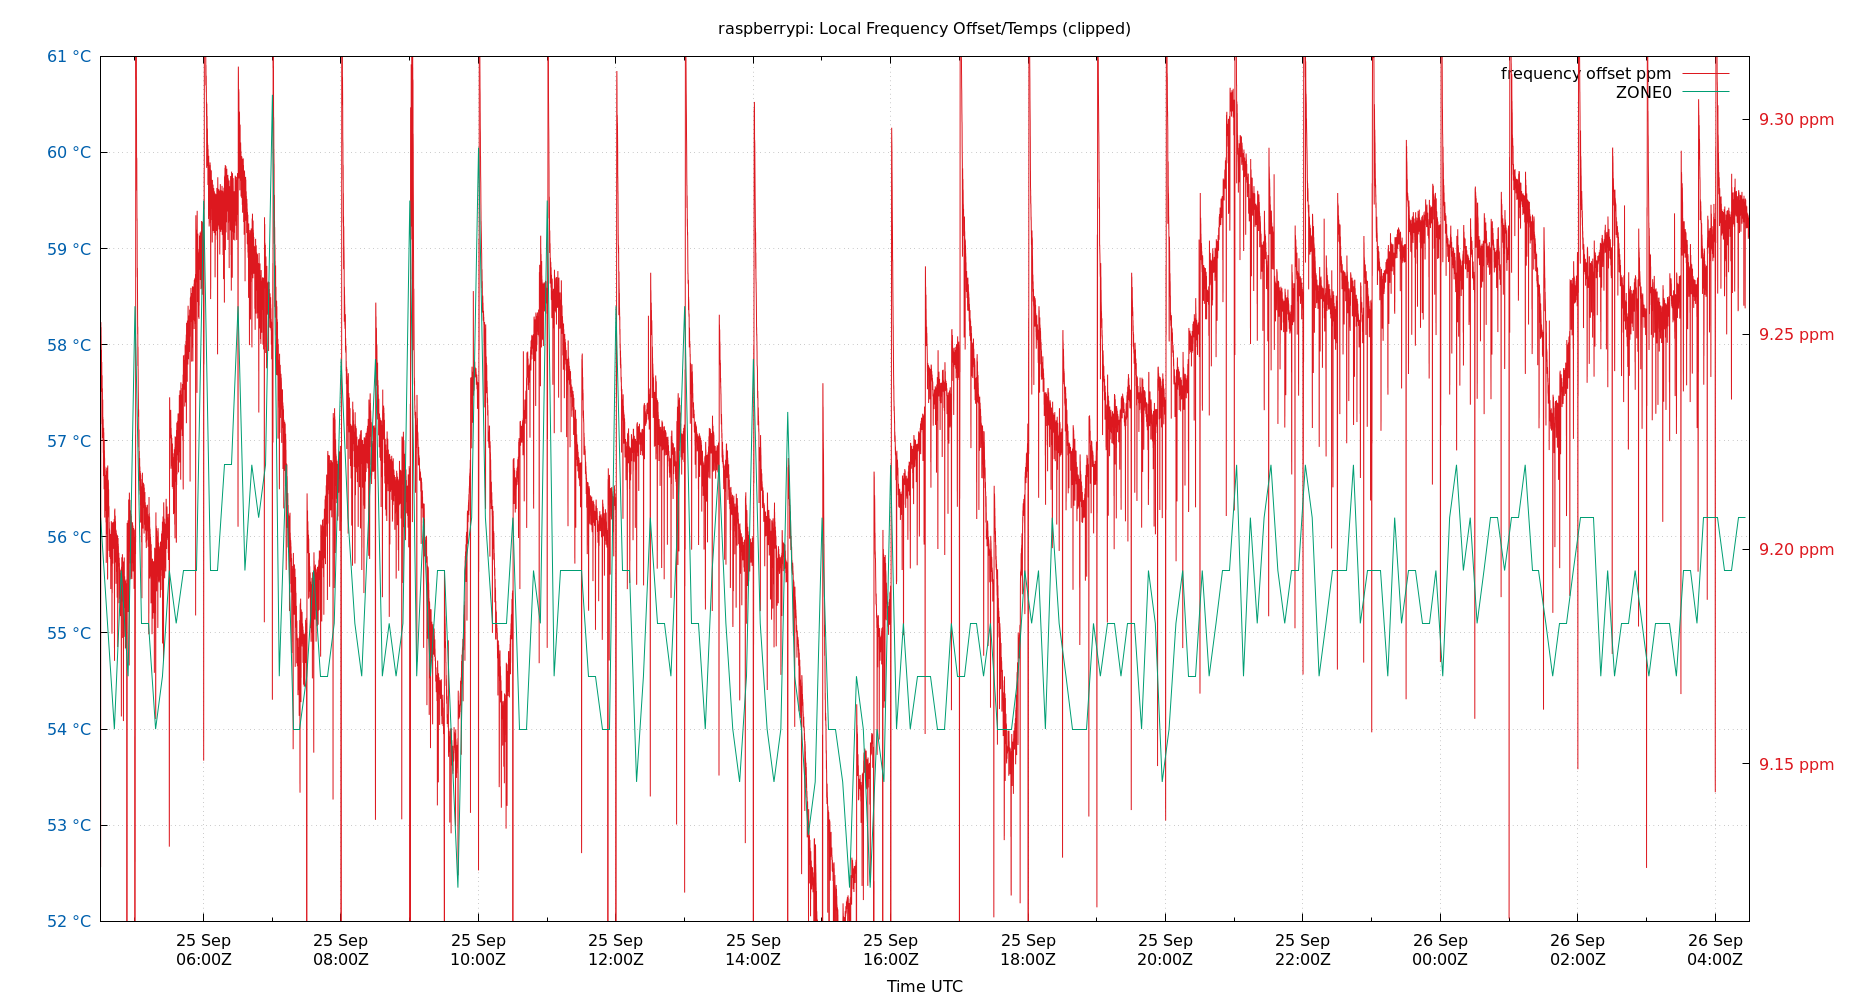 raspberrypi: Local Frequency Offset/Temps (clipped)
61 °C
60 °C
59 °C
58 °C
57 °C
56 °C
55 °C
54 °C
53 °C
52 °C
frequency offset ppm
ZONE0
9.30 ppm
9.25 ppm
9.20 ppm
9.15 ppm
25 Sep 25 Sep 25 Sep 25 Sep 25 Sep 25 Sep 25 Sep 25 Sep 25 Sep 26 Sep 26 Sep 26 Sep
06:00Z 08:00Z 10:00Z 12:00Z 14:00Z 16:00Z 18:00Z 20:00Z 22:00Z 00:00Z 02:00Z 04:00Z
Time UTC